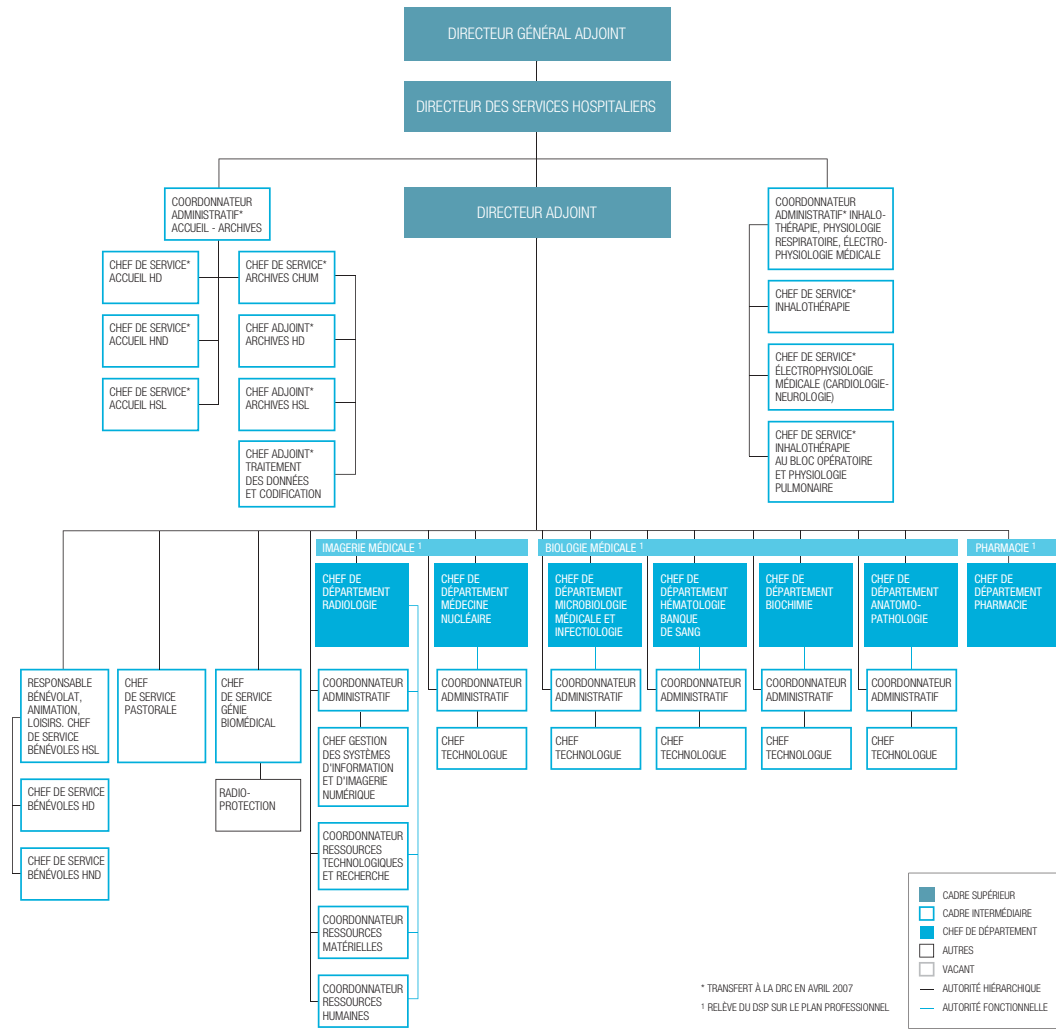 DIRECTEUR GÉNÉRAL ADJOINT
DIRECTEUR DES SERVICES HOSPITALIERS
DIRECTEUR ADJOINT
COORDONNATEUR
ADMINISTRATIF*
ACCUEIL - ARCHIVES
CHEF DE SERVICE*
ACCUEIL HD
CHEF DE SERVICE*
ACCUEIL HND
CHEF DE SERVICE*
ACCUEIL HSL
CHEF DE SERVICE*
ARCHIVES CHUM
CHEF ADJOINT*
ARCHIVES HD
CHEF ADJOINT*
ARCHIVES HSL
CHEF ADJOINT*
TRAITEMENT
DES DONNÉES
ET CODIFICATION
COORDONNATEUR
ADMINISTRATIF* INHALO-
THÉRAPIE, PHYSIOLOGIE
RESPIRATOIRE, ÉLECTRO-
PHYSIOLOGIE MÉDICALE
CHEF DE SERVICE*
INHALOTHÉRAPIE
CHEF DE SERVICE*
ÉLECTROPHYSIOLOGIE
MÉDICALE (CARDIOLOGIE-
NEUROLOGIE)
CHEF DE SERVICE*
INHALOTHÉRAPIE
AU BLOC OPÉRATOIRE
ET PHYSIOLOGIE
PULMONAIRE
RESPONSABLE
BÉNÉVOLAT,
ANIMATION,
LOISIRS. CHEF
DE SERVICE
BÉNÉVOLES HSL
CHEF DE SERVICE
BÉNÉVOLES HD
CHEF DE SERVICE
BÉNÉVOLES HND
CHEF
DE SERVICE
PASTORALE
CHEF
DE SERVICE
GÉNIE
BIOMÉDICAL
RADIO-
PROTECTION
IMAGERIE MÉDICALE ¹
CHEF DE
DÉPARTEMENT
RADIOLOGIE
COORDONNATEUR
ADMINISTRATIF
CHEF GESTION
DES SYSTÈMES
D'INFORMATION
ET D'IMAGERIE
NUMÉRIQUE
COORDONNATEUR
RESSOURCES
TECHNOLOGIQUES
ET RECHERCHE
COORDONNATEUR
RESSOURCES
MATÉRIELLES
COORDONNATEUR
RESSOURCES
HUMAINES
CHEF DE
DÉPARTEMENT
MÉDECINE
NUCLÉAIRE
COORDONNATEUR
ADMINISTRATIF
CHEF
TECHNOLOGUE
BIOLOGIE MÉDICALE ¹
CHEF DE
DÉPARTEMENT
MICROBIOLOGIE
MÉDICALE ET
INFECTIOLOGIE
COORDONNATEUR
ADMINISTRATIF
CHEF
TECHNOLOGUE
CHEF DE
DÉPARTEMENT
HÉMATOLOGIE
BANQUE
DE SANG
COORDONNATEUR
ADMINISTRATIF
CHEF
TECHNOLOGUE
CHEF DE
DÉPARTEMENT
BIOCHIMIE
COORDONNATEUR
ADMINISTRATIF
CHEF
TECHNOLOGUE
CHEF DE
DÉPARTEMENT
ANATOMO-
PATHOLOGIE
COORDONNATEUR
ADMINISTRATIF
CHEF
TECHNOLOGUE
PHARMACIE ¹
CHEF DE
DÉPARTEMENT
PHARMACIE
* TRANSFERT À LA DRC EN AVRIL 2007
¹ RELÈVE DU DSP SUR LE PLAN PROFESSIONNEL
CADRE SUPÉRIEUR
CADRE INTERMÉDIAIRE
CHEF DE DÉPARTEMENT
AUTRES
VACANT
AUTORITÉ HIÉRARCHIQUE
AUTORITÉ FONCTIONNELLE